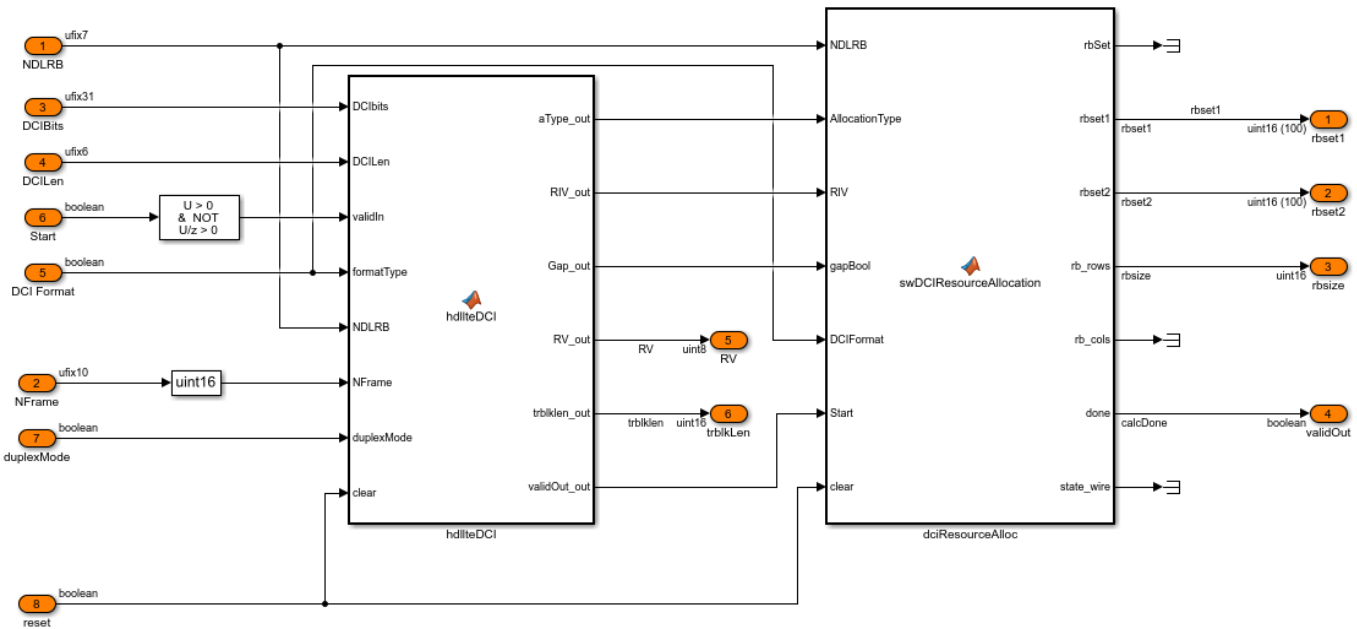 1
ufix7
NDLRB
3
ufix31
DCIBits
4
ufix6
DCILen
6
boolean
Start
U > 0
& NOT
U/z > 0
5
boolean
DCI Format
2
ufix10
NFrame
uint16
7
boolean
duplexMode
8
boolean
reset
DCIbits
DCILen
validIn
formatType
NDLRB
NFrame
duplexMode
clear
hdllteDCI
aType_out
RIV_out
Gap_out
RV_out
trblklen_out
validOut_out
hdllteDCI
RV
uint8
5
RV
trblklen
uint16
6
trblkLen
NDLRB
AllocationType
RIV
gapBool
DCIFormat
Start
clear
swDCIResourceAllocation
rbSet
rbset1
rbset2
rb_rows
rb_cols
done
state_wire
dciResourceAlloc
rbset1
rbset1
uint16 (100)
1
rbset1
rbset2
uint16 (100)
2
rbset2
rbsize
uint16
3
rbsize
calcDone
boolean
4
validOut